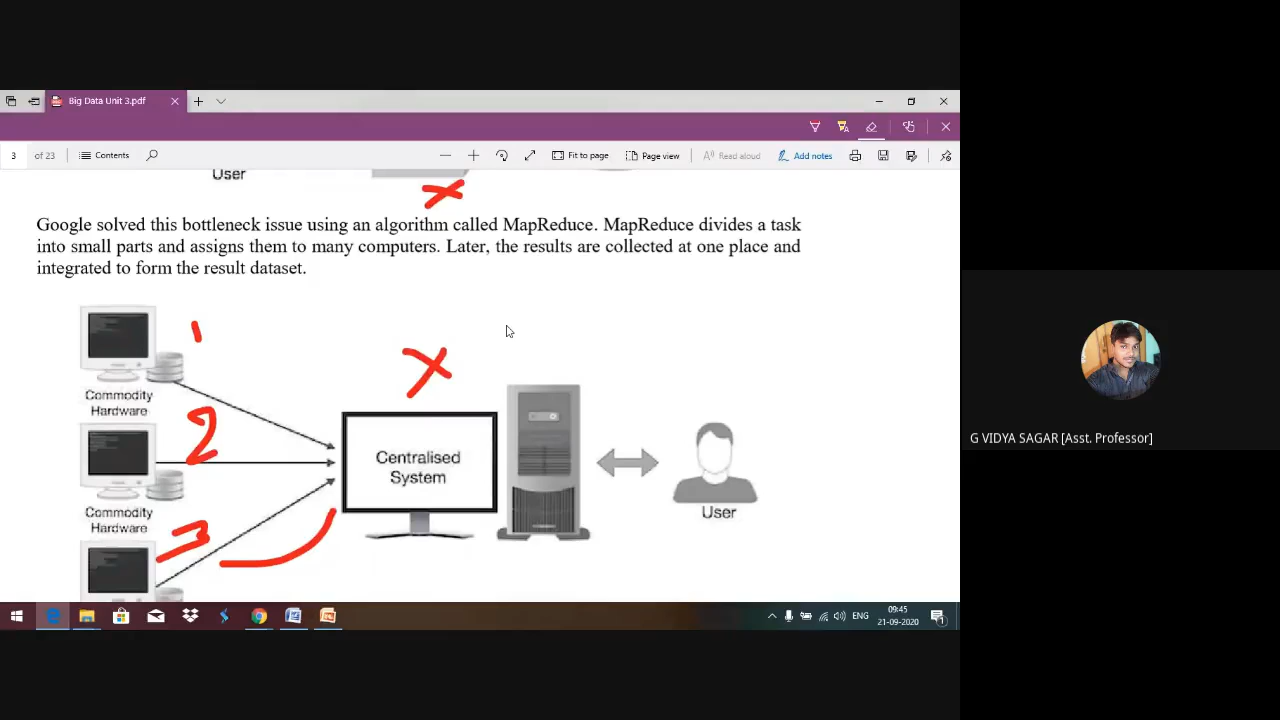 Big Data Unit 3.pdf
3 of 23 Contents Fit to page Page view Read aloud Add notes
User
Google solved this bottleneck issue using an algorithm called MapReduce. MapReduce divides a task
into small parts and assigns them to many computers. Later, the results are collected at one place and
integrated to form the result dataset.
1
Commodity
Hardware
2
Commodity
Hardware
3
X
Centralised
System
User
G VIDYA SAGAR [Asst. Professor]
ENG
09:45
21-09-2020